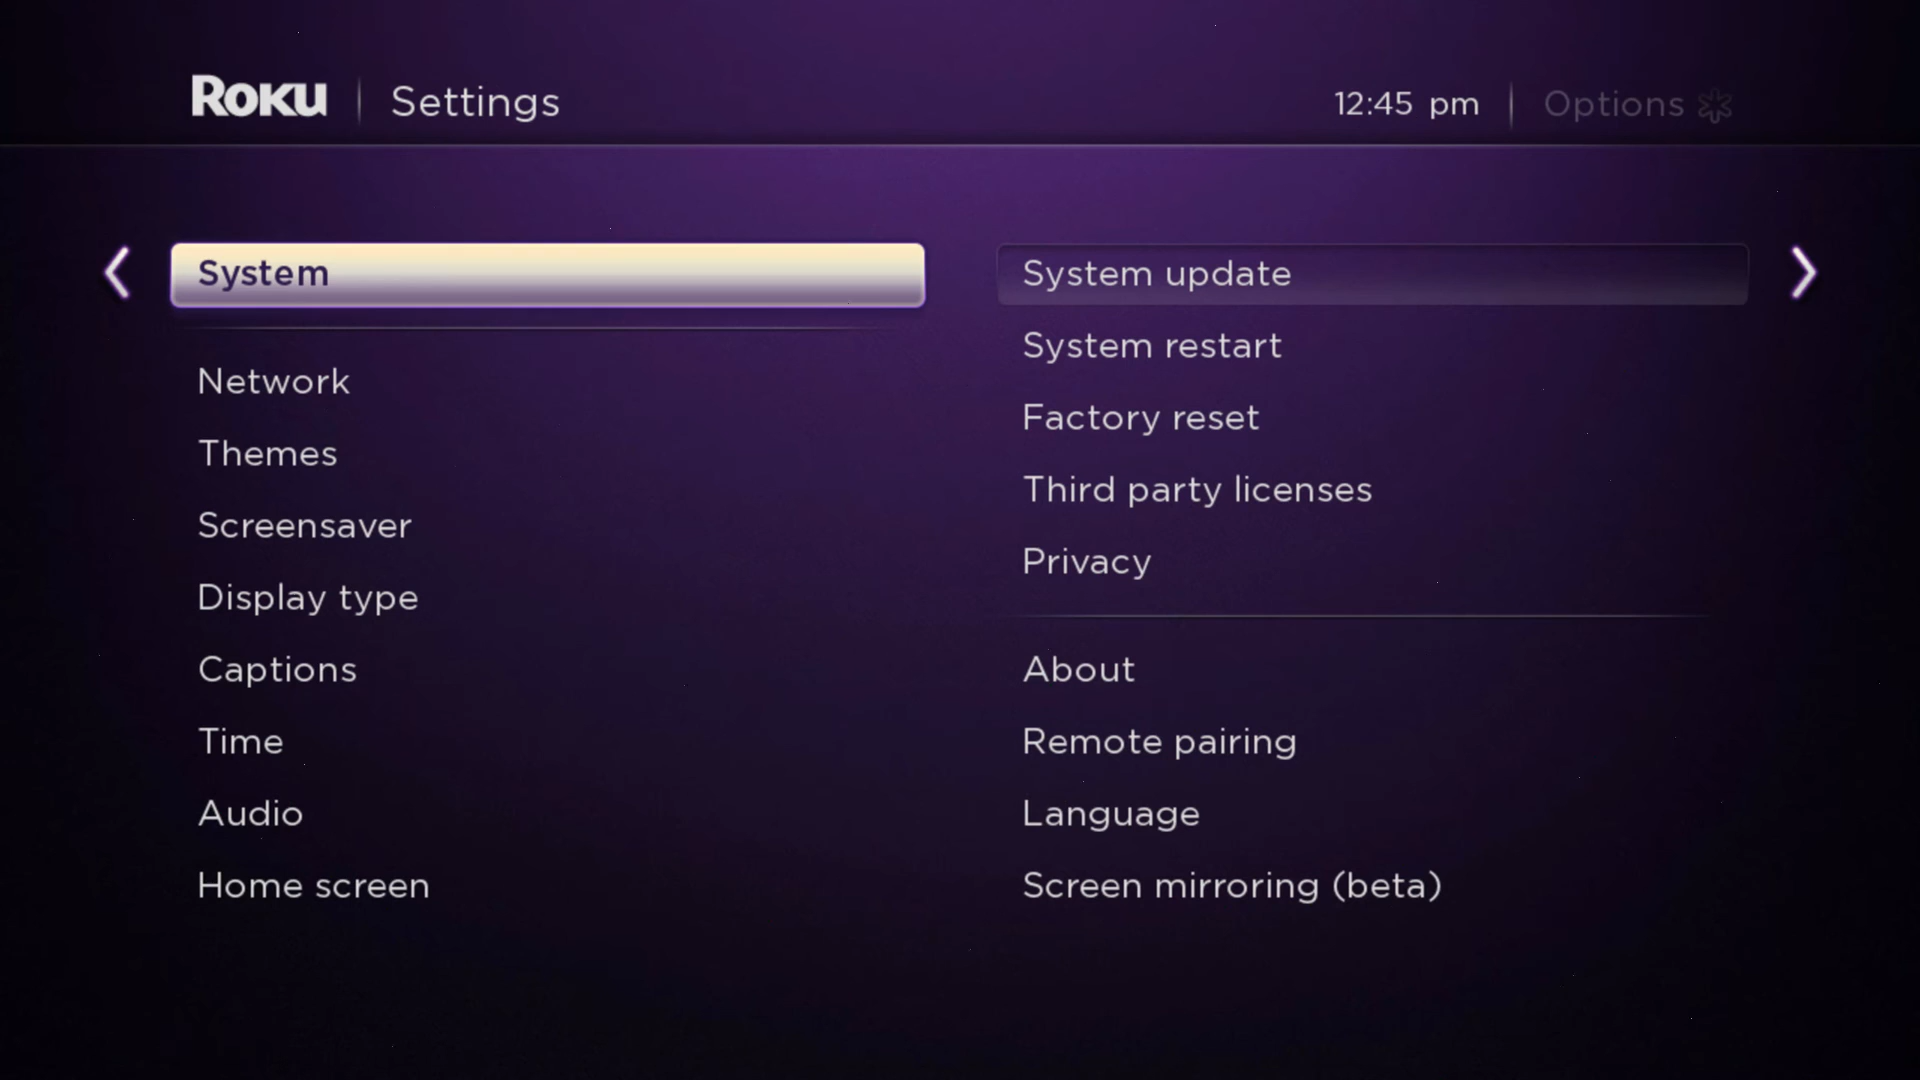 Roku Settings 12:45 pm Options
System
Network
Themes
Screensaver
Display type
Captions
Time
Audio
Home screen
System update
System restart
Factory reset
Third party licenses
Privacy
About
Remote pairing
Language
Screen mirroring (beta)